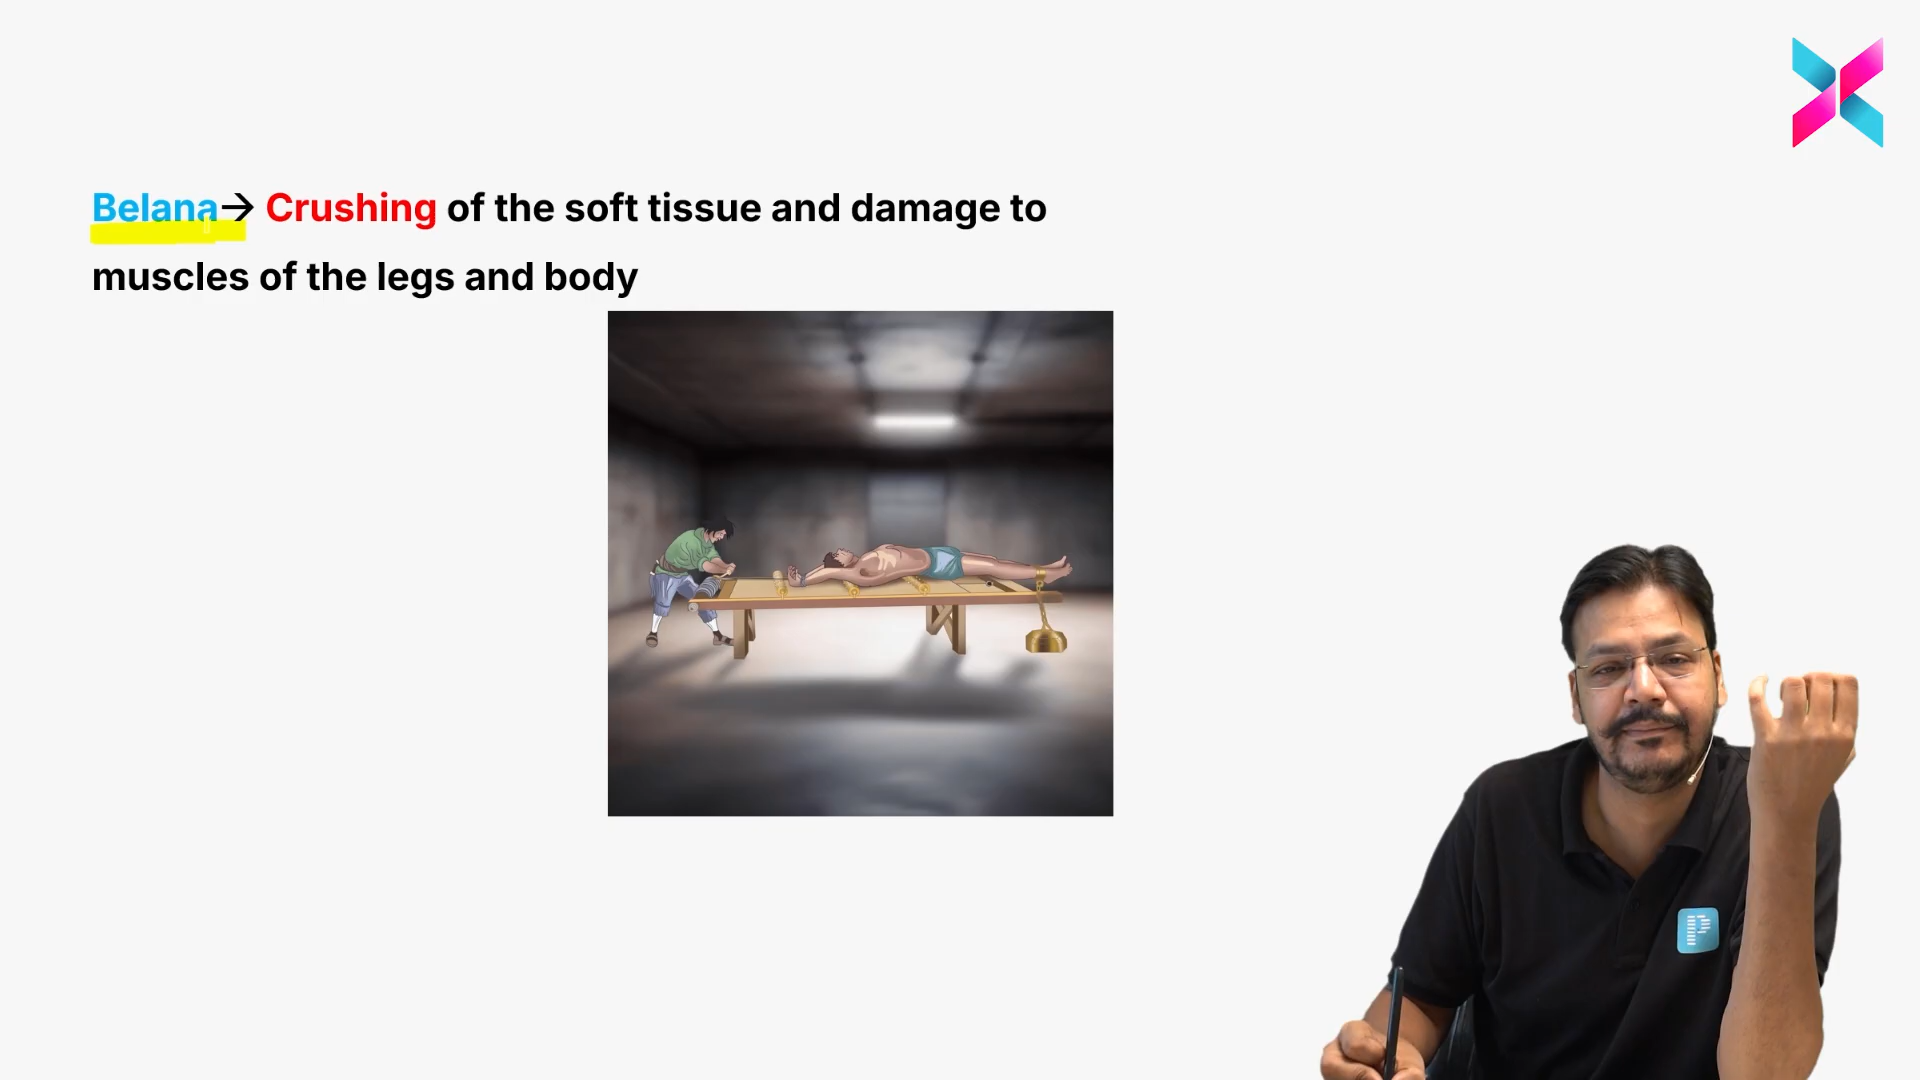 Belana→ Crushing of the soft tissue and damage to
muscles of the legs and body
P